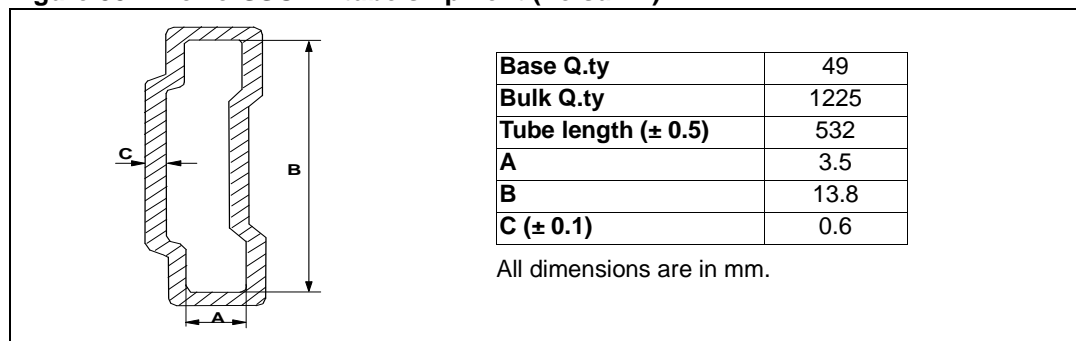 C
B
A
Base Q.ty 49
Bulk Q.ty 1225
Tube length (± 0.5) 532
A 3.5
B 13.8
C (± 0.1) 0.6
All dimensions are in mm.